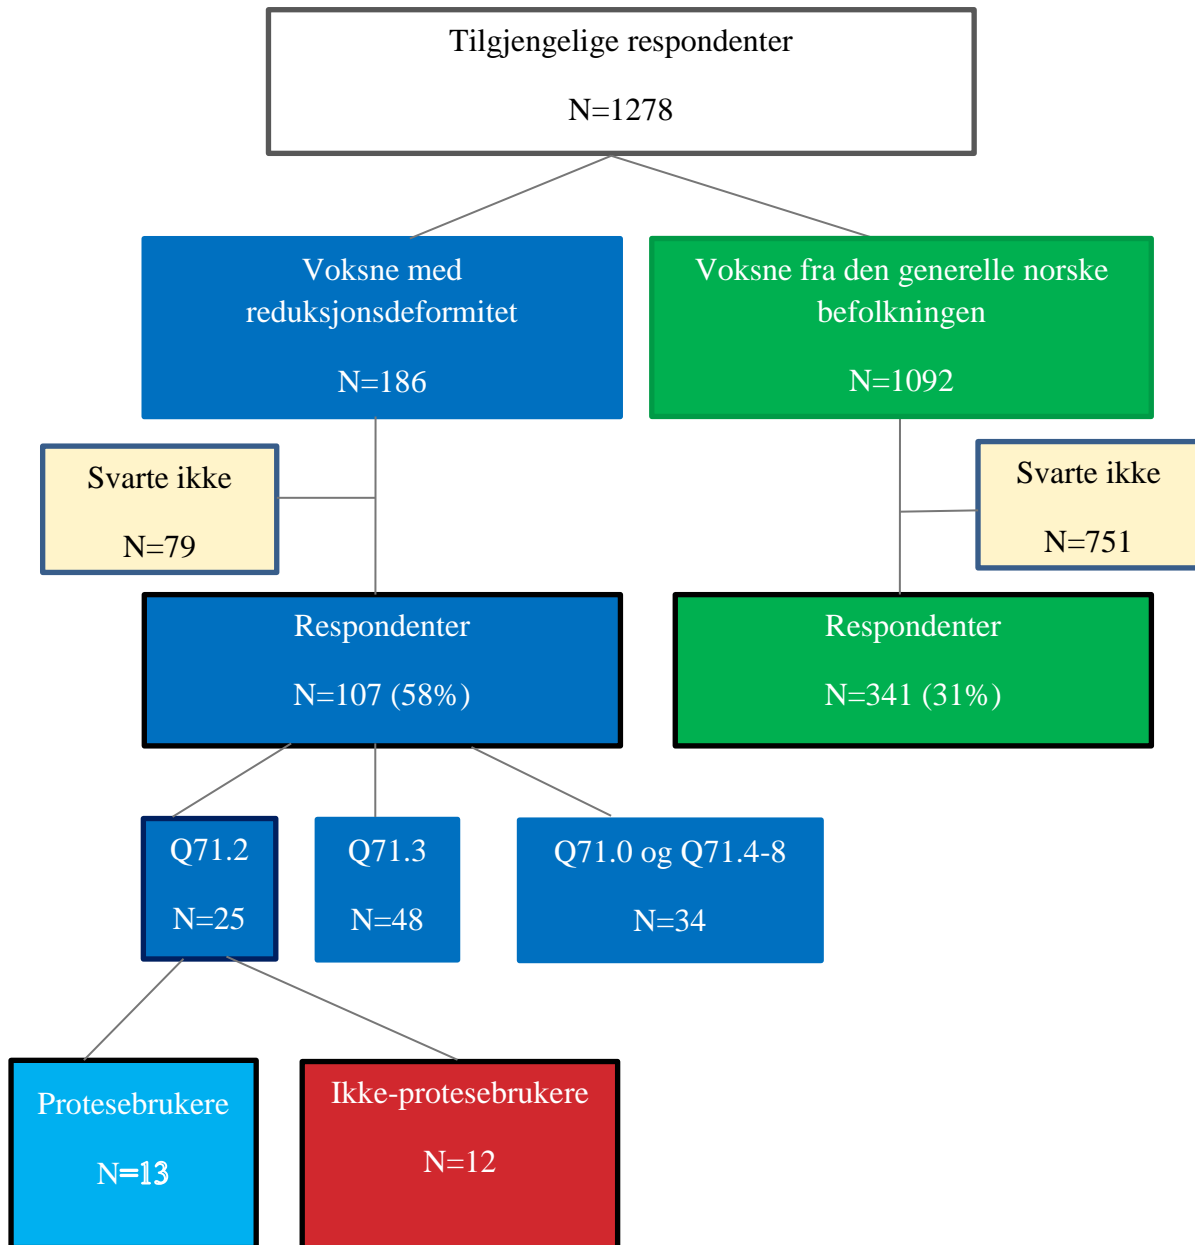 Tilgjengelige respondenter
N=1278
Voksne med
reduksjonsdeformitet
N=186
Voksne fra den generelle norske
befolkningen
N=1092
Svarte ikke
N=79
Svarte ikke
N=751
Respondenter
N=107 (58%)
Respondenter
N=341 (31%)
Q71.2
N=25
Q71.3
N=48
Q71.0 og Q71.4-8
N=34
Protesebrukere
N=13
Ikke-protesebrukere
N=12